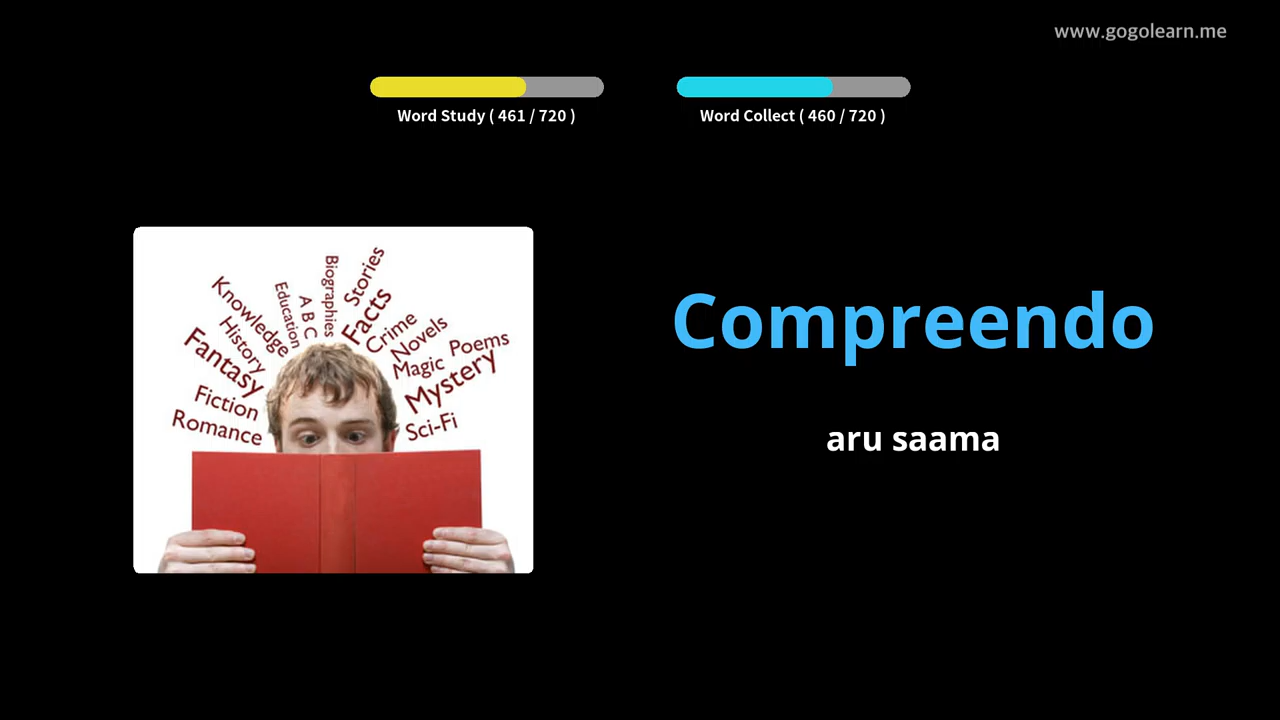 www.gogolearn.me
Word Study ( 461 / 720 )
Word Collect ( 460 / 720 )
Knowledge
History
Fantasy
Fiction
Romance
Education
A B C
Biographies
Stories
Facts
Crime
Novels
Magic
Poems
Mystery
Sci-Fi
Compreendo
aru saama